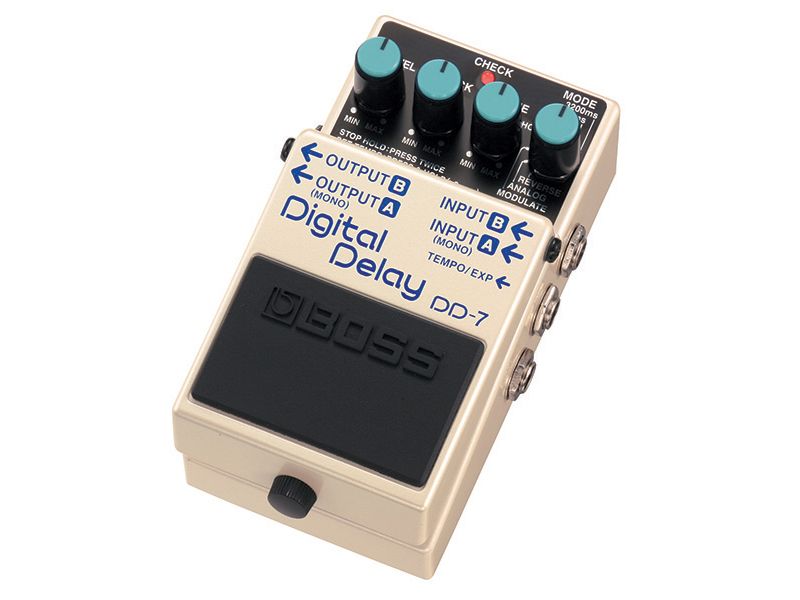 CHECK
MODE
3200ms
MIN MAX
MIN MAX
MIN MAX
STOP HOLD:PRESS TWICE
REVERSE
ANALOG
MODULATE
OUTPUT B
OUTPUT A
(MONO)
INPUT B
INPUT A
(MONO)
TEMPO/EXP
Digital
Delay
DD-7
BOSS